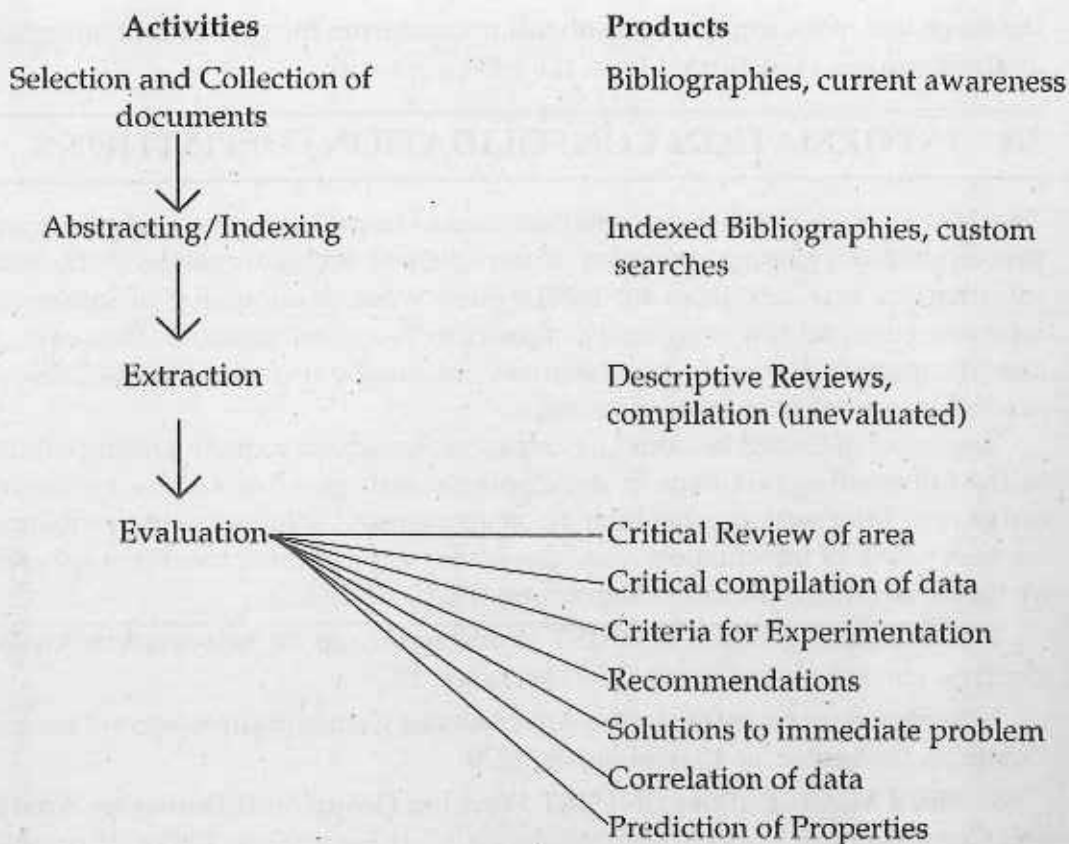 Activities
Products
Selection and Collection of
documents
Bibliographies, current awareness
Abstracting/Indexing
Indexed Bibliographies, custom
searches
Extraction
Descriptive Reviews,
compilation (unevaluated)
Evaluation
Critical Review of area
Critical compilation of data
Criteria for Experimentation
Recommendations
Solutions to immediate problem
Correlation of data
Prediction of Properties